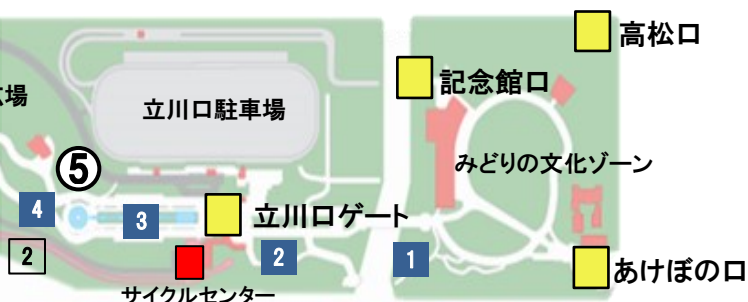 高松口
記念館口
場
立川口駐車場
みどりの文化ゾーン
⑤
4
3
立川口ゲート
2
2
1
あけぼの口
サイクルセンター